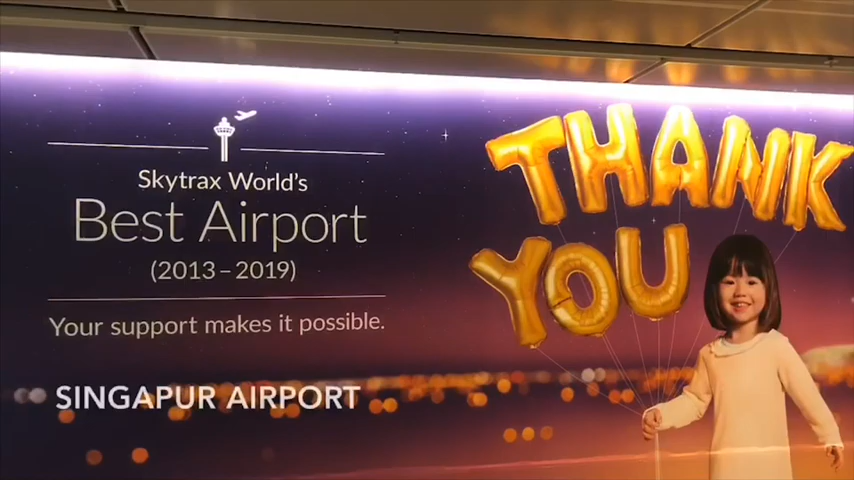 Skytrax World's
Best Airport
(2013–2019)
Your support makes it possible.
SINGAPUR AIRPORT
THANK
YOU